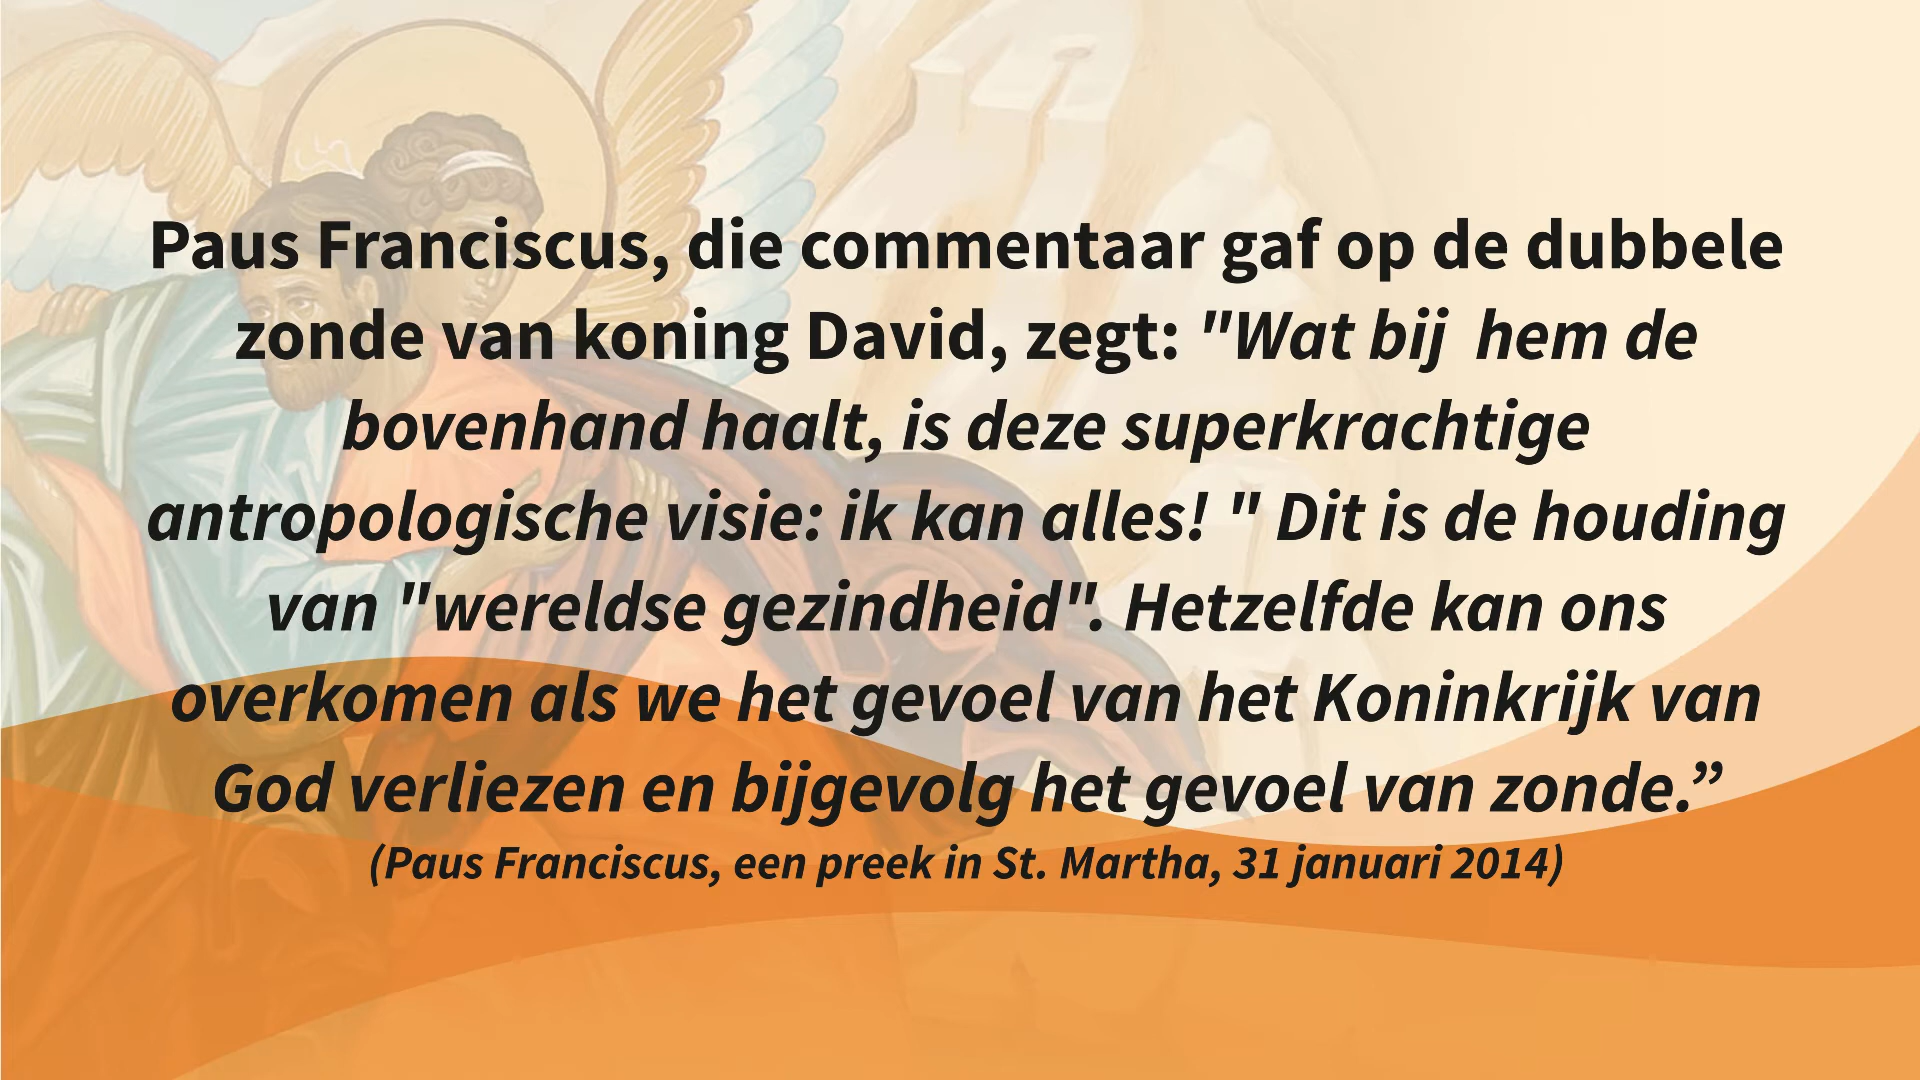 Paus Franciscus, die commentaar gaf op de dubbele
zonde van koning David, zegt: "Wat bij  hem de
bovenhand haalt, is deze superkrachtige
antropologische visie: ik kan alles! " Dit is de houding
van "wereldse gezindheid". Hetzelfde kan ons
overkomen als we het gevoel van het Koninkrijk van
God verliezen en bijgevolg het gevoel van zonde.”
(Paus Franciscus, een preek in St. Martha, 31 januari 2014)